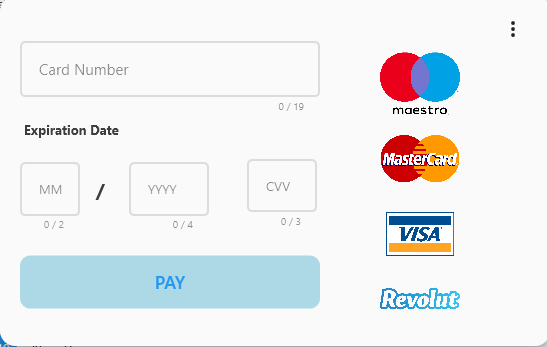 Card Number
0 / 19
Expiration Date
MM / YYYY CVV
0 / 2 0 / 4 0 / 3
PAY
maestro
MasterCard
VISA
Revolut